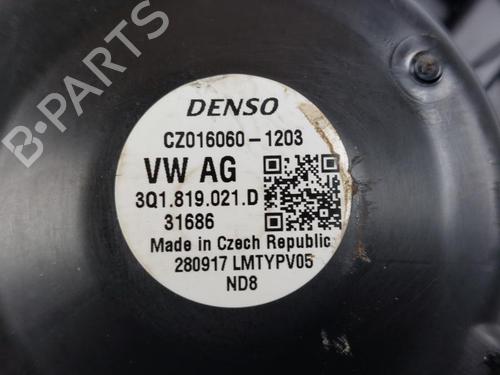 DENSO
CZ016060-1203
VW AG
3Q1.819.021.D
31686
Made in Czech Republic
280917 LMTYPV05
ND8
B-PARTS